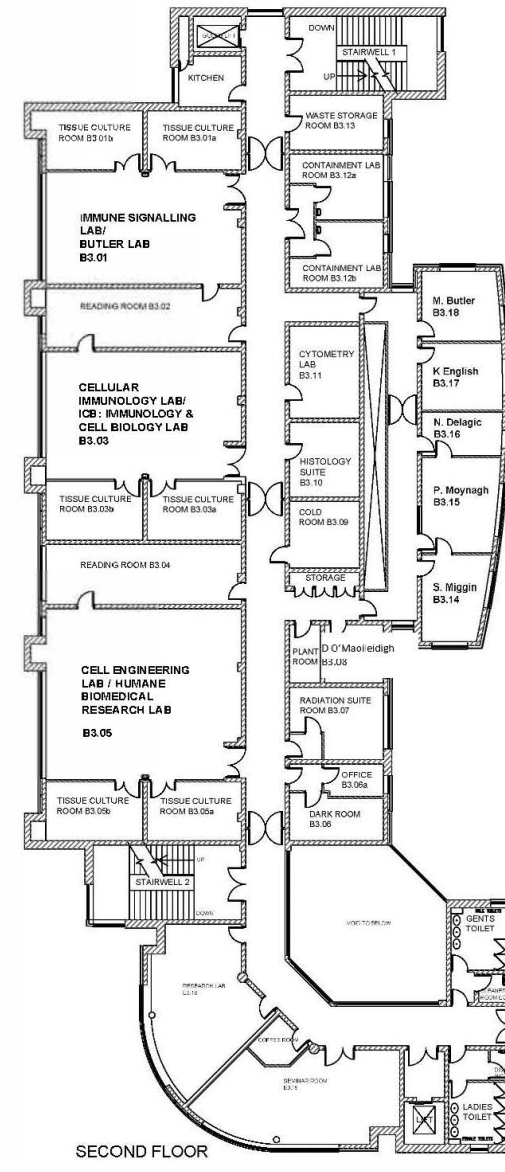 DOWN
STAIRWELL 1
UP
KITCHEN
WASTE STORAGE
ROOM B3.13
TISSUE CULTURE
ROOM B3.01b
TISSUE CULTURE
ROOM B3.01a
CONTAINMENT LAB
ROOM B3.12a
IMMUNE SIGNALLING
LAB/
BUTLER LAB
B3.01
CONTAINMENT LAB
ROOM B3.12b
READING ROOM B3.02
M. Butler
B3.18
CYTOMETRY
LAB
B3.11
K English
B3.17
CELLULAR
IMMUNOLOGY LAB/
ICB: IMMUNOLOGY &
CELL BIOLOGY LAB
B3.03
N. Delagic
B3.16
HISTOLOGY
SUITE
B3.10
P. Moynagh
B3.15
TISSUE CULTURE
ROOM B3.03b
TISSUE CULTURE
ROOM B3.03a
COLD
ROOM B3.09
READING ROOM B3.04
STORAGE
S. Miggin
B3.14
PLANT
ROOM
D O'Maolleidigh
B3.08
CELL ENGINEERING
LAB / HUMANE
BIOMEDICAL
RESEARCH LAB
B3.05
RADIATION SUITE
ROOM B3.07
OFFICE
B3.06a
TISSUE CULTURE
ROOM B3.05b
TISSUE CULTURE
ROOM B3.05a
DARK ROOM
B3.06
UP
STAIRWELL 2
DOWN
VOID TO BELOW
MALE TOILETS
GENTS
TOILET
RESEARCH LAB
COFFEE ROOM
SEMINAR ROOM
LIFT
LADIES
TOILET
FEMALE TOILETS
SECOND FLOOR